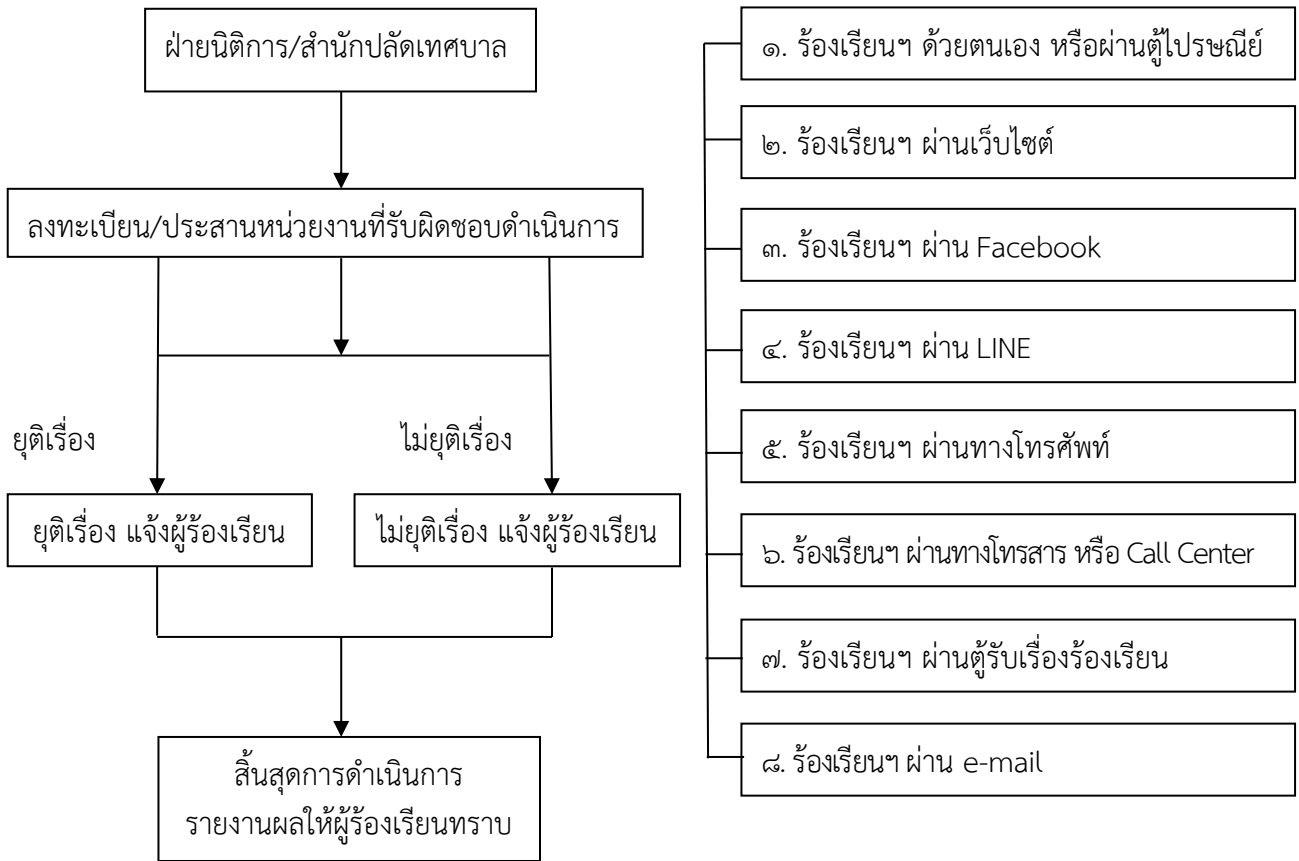 ฝ่ายนิติการ/สำนักปลัดเทศบาล
ลงทะเบียน/ประสานหน่วยงานที่รับผิดชอบดำเนินการ
ยุติเรื่อง
ไม่ยุติเรื่อง
ยุติเรื่อง แจ้งผู้ร้องเรียน
ไม่ยุติเรื่อง แจ้งผู้ร้องเรียน
สิ้นสุดการดำเนินการ
รายงานผลให้ผู้ร้องเรียนทราบ
๑. ร้องเรียนฯ ด้วยตนเอง หรือผ่านตู้ไปรษณีย์
๒. ร้องเรียนฯ ผ่านเว็บไซต์
๓. ร้องเรียนฯ ผ่าน Facebook
๔. ร้องเรียนฯ ผ่าน LINE
๕. ร้องเรียนฯ ผ่านทางโทรศัพท์
๖. ร้องเรียนฯ ผ่านทางโทรสาร หรือ Call Center
๗. ร้องเรียนฯ ผ่านตู้รับเรื่องร้องเรียน
๘. ร้องเรียนฯ ผ่าน e-mail